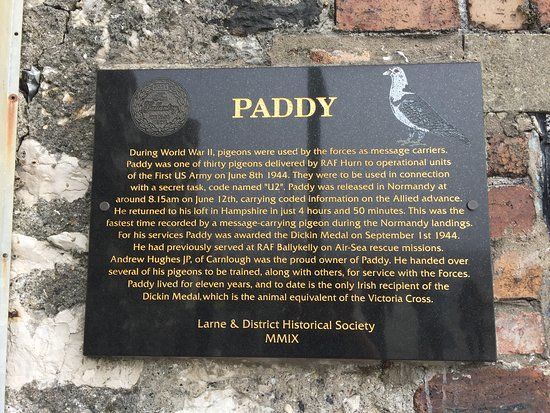 PADDY
During World War II, pigeons were used by the forces as message carriers.
Paddy was one of thirty pigeons delivered by RAF Hurn to operational units
of the First US Army on June 8th 1944. They were to be used in connection
with a secret task, code named "U2". Paddy was released in Normandy at
around 8.15am on June 12th, carrying coded information on the Allied advance.
He returned to his loft in Hampshire in just 4 hours and 50 minutes. This was the
fastest time recorded by a message-carrying pigeon during the Normandy landings.
For his services Paddy was awarded the Dickin Medal on September 1st 1944.
He had previously served at RAF Ballykelly on Air-Sea rescue missions.
Andrew Hughes JP, of Carnlough was the proud owner of Paddy. He handed over
several of his pigeons to be trained, along with others, for service with the Forces.
Paddy lived for eleven years, and to date is the only Irish recipient of the
Dickin Medal, which is the animal equivalent of the Victoria Cross.
Larne & District Historical Society
MMIX